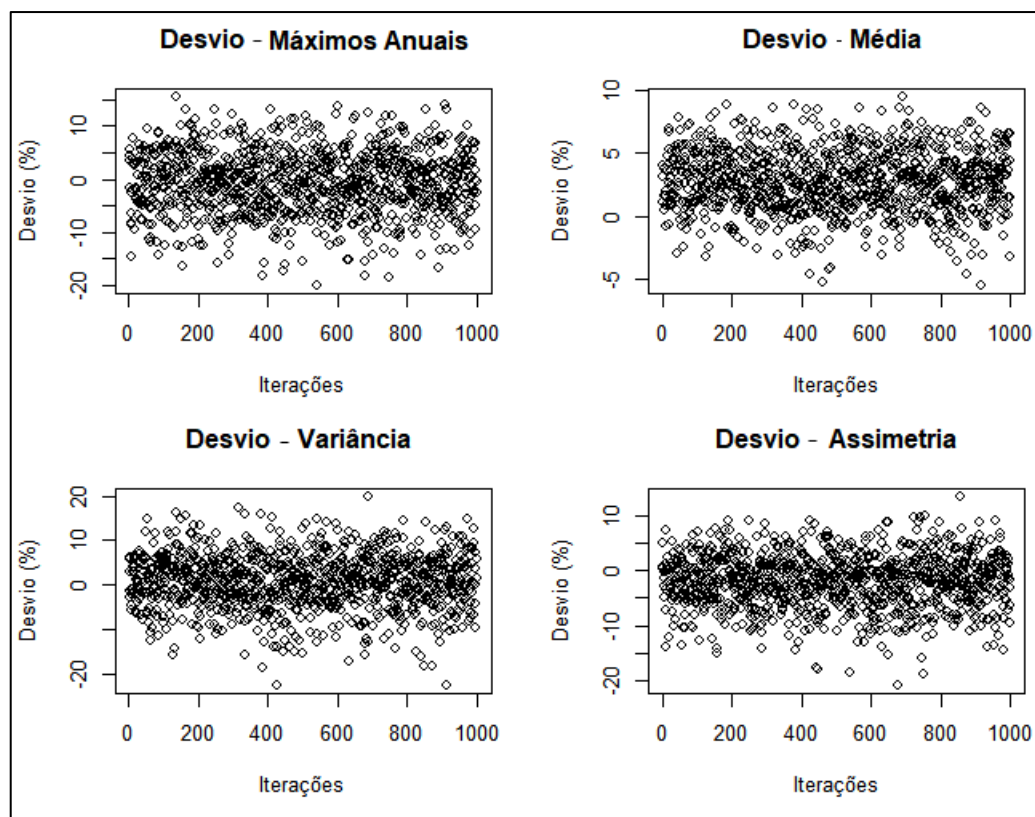 Desvio - Máximos Anuais
Desvio (%)
10
0
-10
-20
0 200 400 600 800 1000
Iterações
Desvio - Média
Desvio (%)
10
5
0
-5
0 200 400 600 800 1000
Iterações
Desvio - Variância
Desvio (%)
20
10
0
-20
0 200 400 600 800 1000
Iterações
Desvio - Assimetria
Desvio (%)
10
0
-10
-20
0 200 400 600 800 1000
Iterações